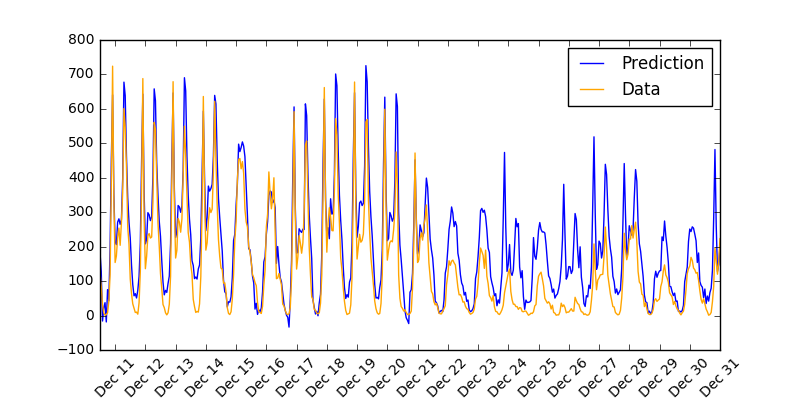 800
700
600
500
400
300
200
100
0
−100
Prediction
Data
Dec 11
Dec 12
Dec 13
Dec 14
Dec 15
Dec 16
Dec 17
Dec 18
Dec 19
Dec 20
Dec 21
Dec 22
Dec 23
Dec 24
Dec 25
Dec 26
Dec 27
Dec 28
Dec 29
Dec 30
Dec 31